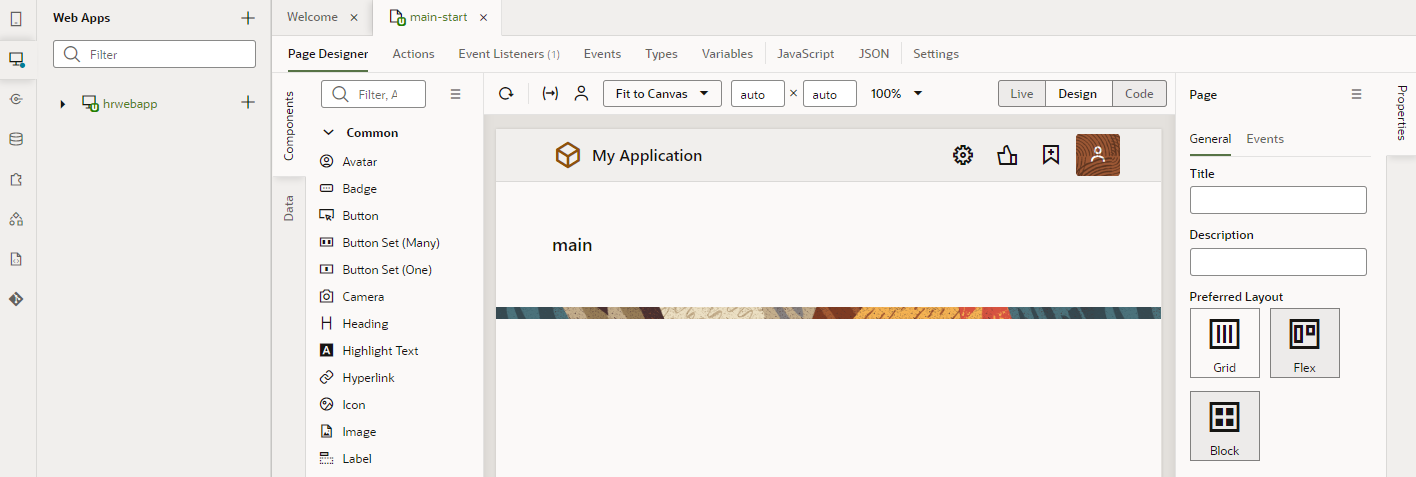 Web Apps
Filter
hrwebapp
Welcome
main-start
Page Designer
Actions
Event Listeners (1)
Events
Types
Variables
JavaScript
JSON
Settings
Components
Data
Filter, A
Common
Avatar
Badge
Button
Button Set (Many)
Button Set (One)
Camera
Heading
Highlight Text
Hyperlink
Icon
Image
Label
Fit to Canvas
auto × auto
100%
Live
Design
Code
My Application
main
Page
General
Events
Title
Description
Preferred Layout
Grid
Flex
Block
Properties